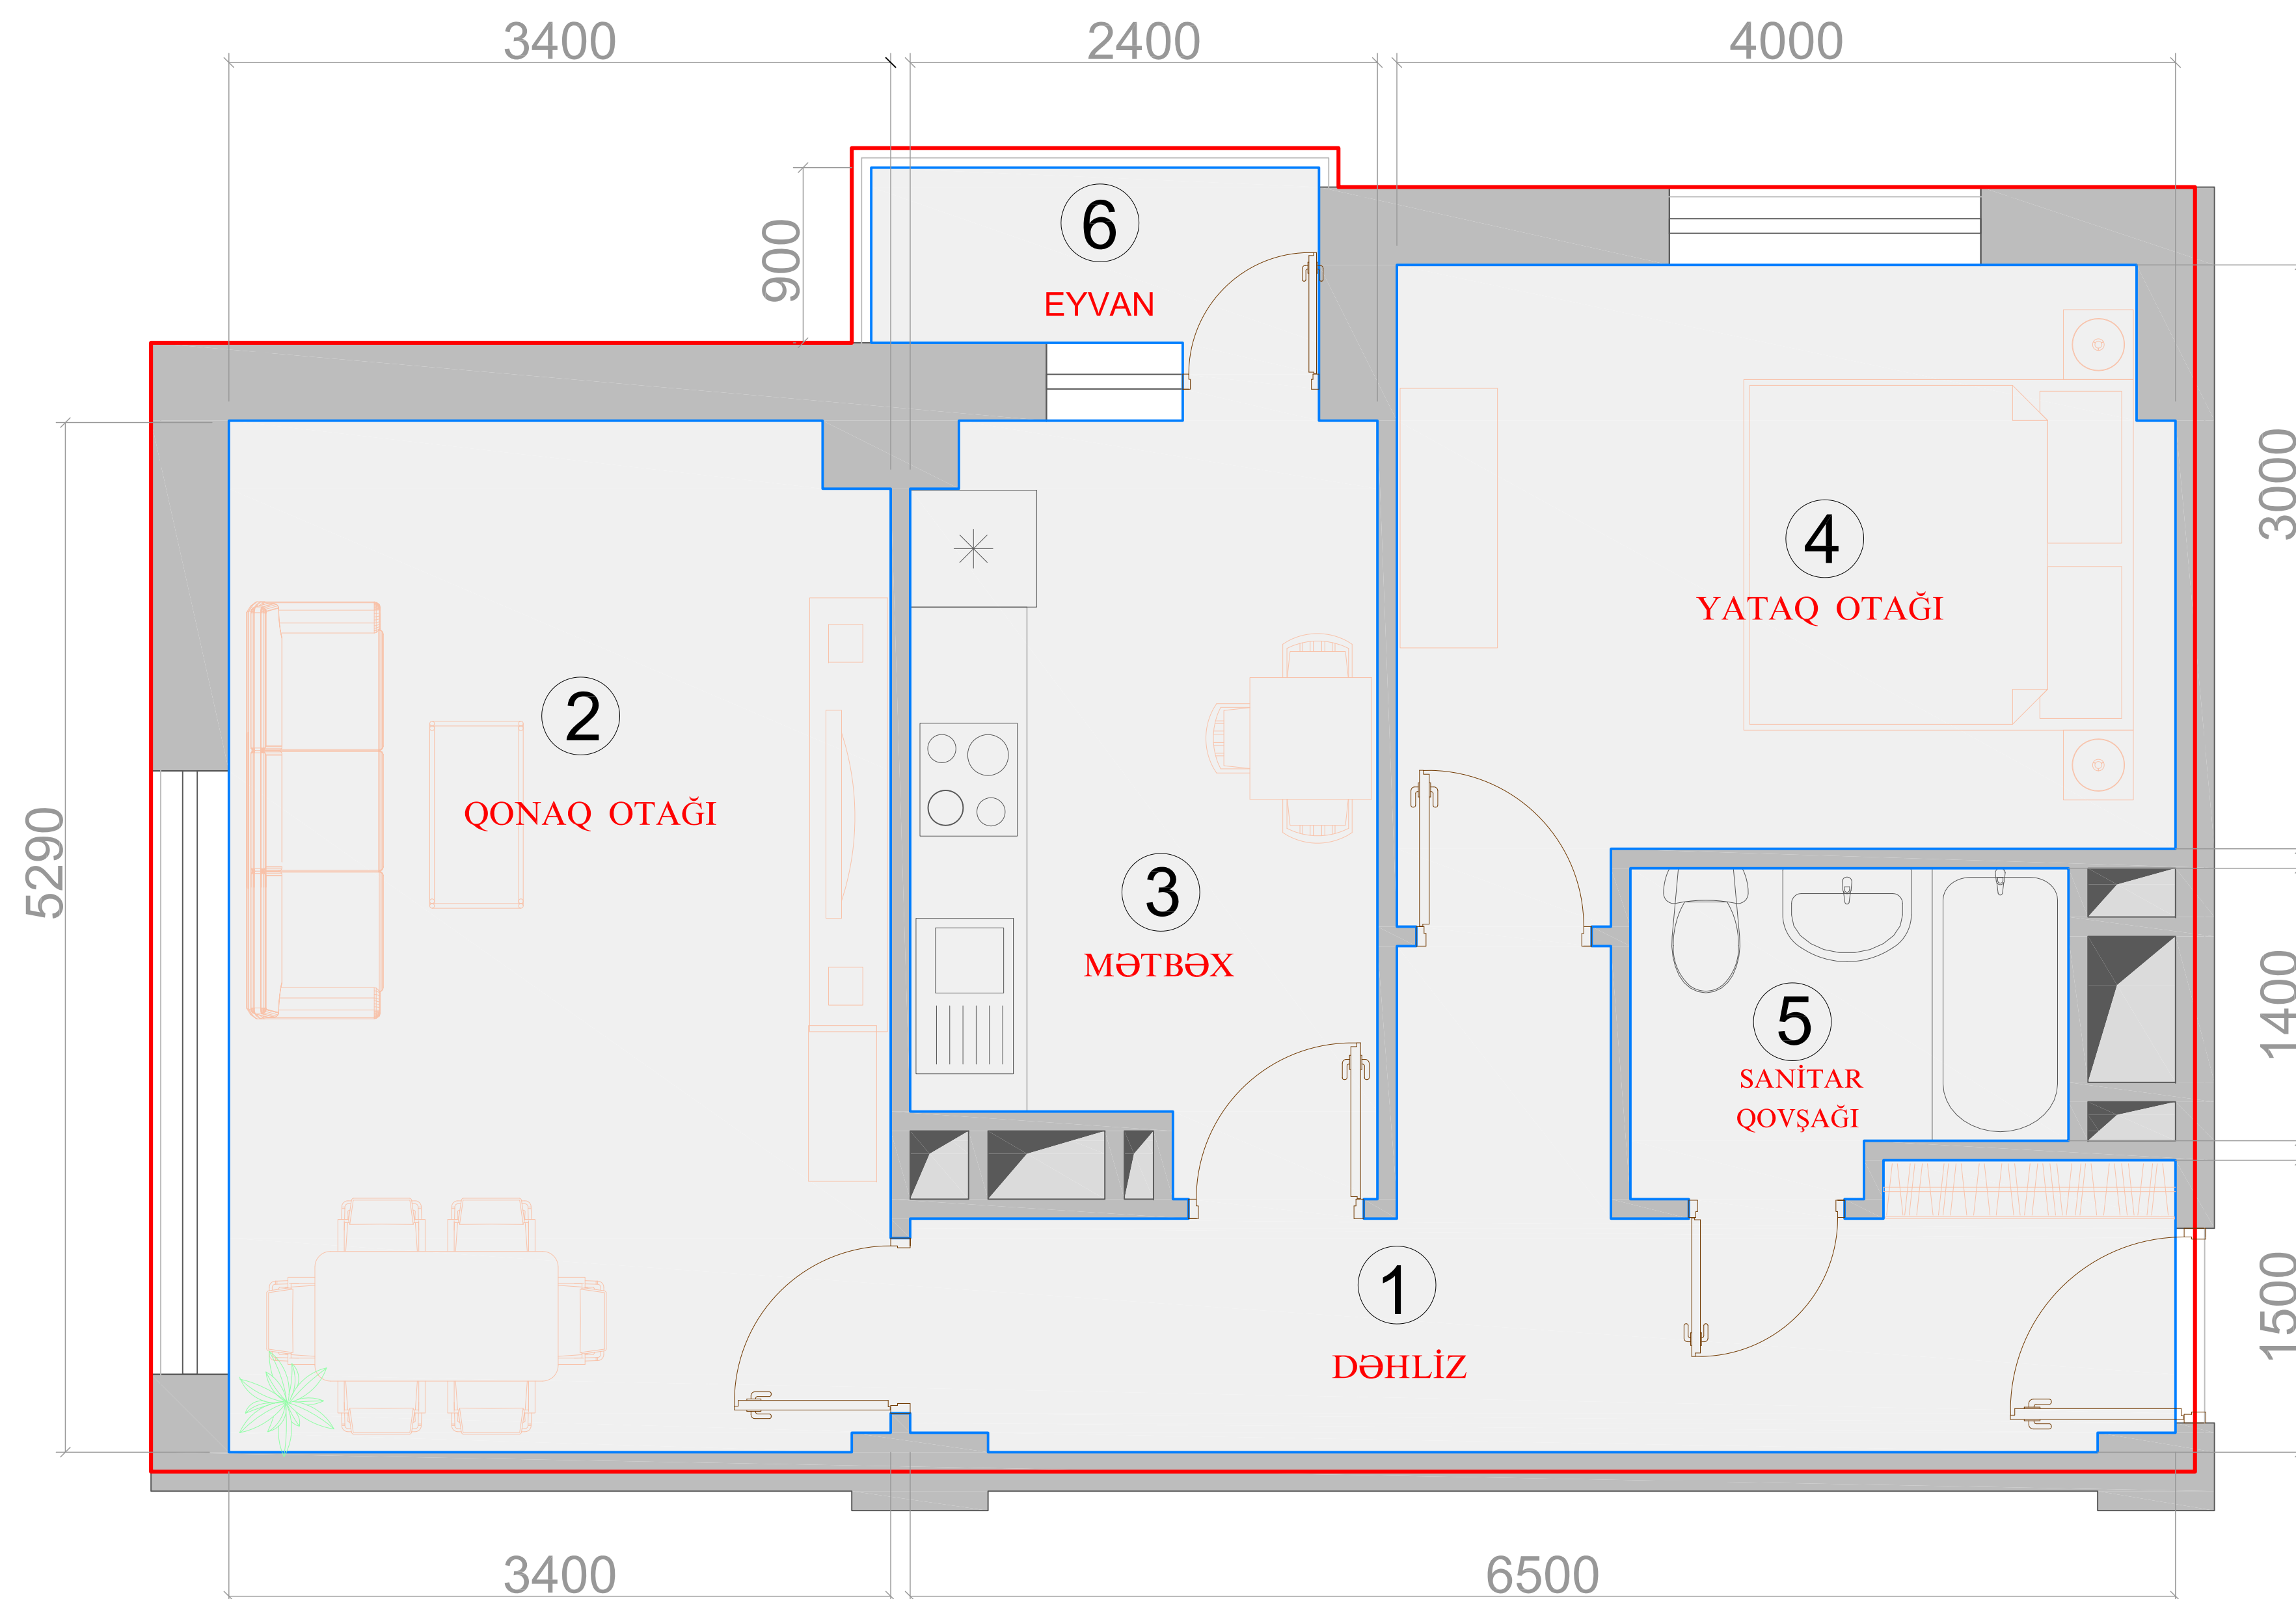 3400
2400
4000
6
900
EYVAN
3000
4
YATAQ OTAĞI
2
QONAQ OTAĞI
5290
3
MƏTBƏX
5
SANİTAR
QOVŞAĞI
1400
1
DƏHLİZ
1500
3400
6500